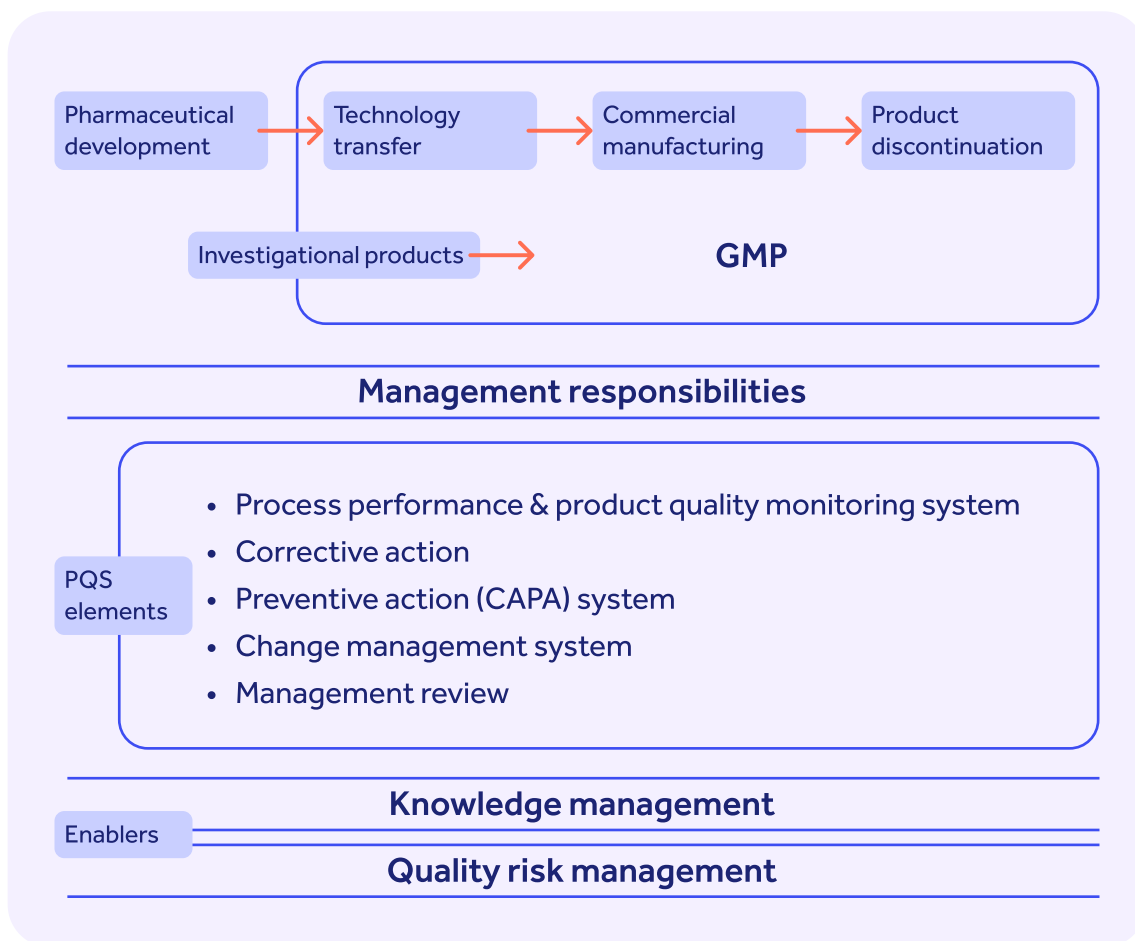 Pharmaceutical
development
Technology
transfer
Commercial
manufacturing
Product
discontinuation
Investigational products
GMP
Management responsibilities
PQS
elements
• Process performance & product quality monitoring system
• Corrective action
• Preventive action (CAPA) system
• Change management system
• Management review
Knowledge management
Enablers
Quality risk management